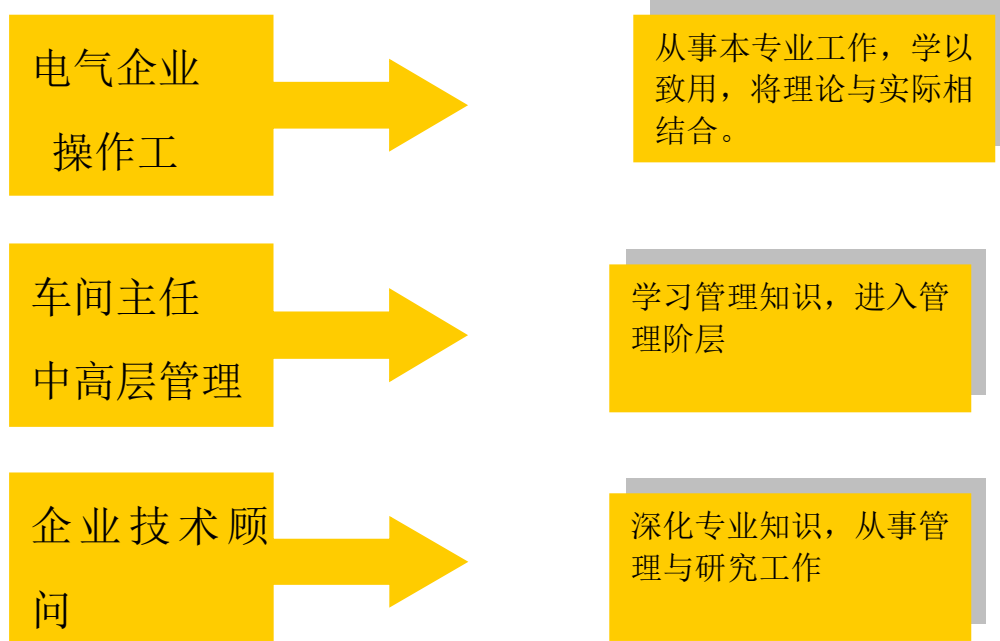 电气企业
操作工
从事本专业工作，学以
致用，将理论与实际相
结合。
车间主任
中高层管理
学习管理知识，进入管
理阶层
企业技术顾
问
深化专业知识，从事管
理与研究工作